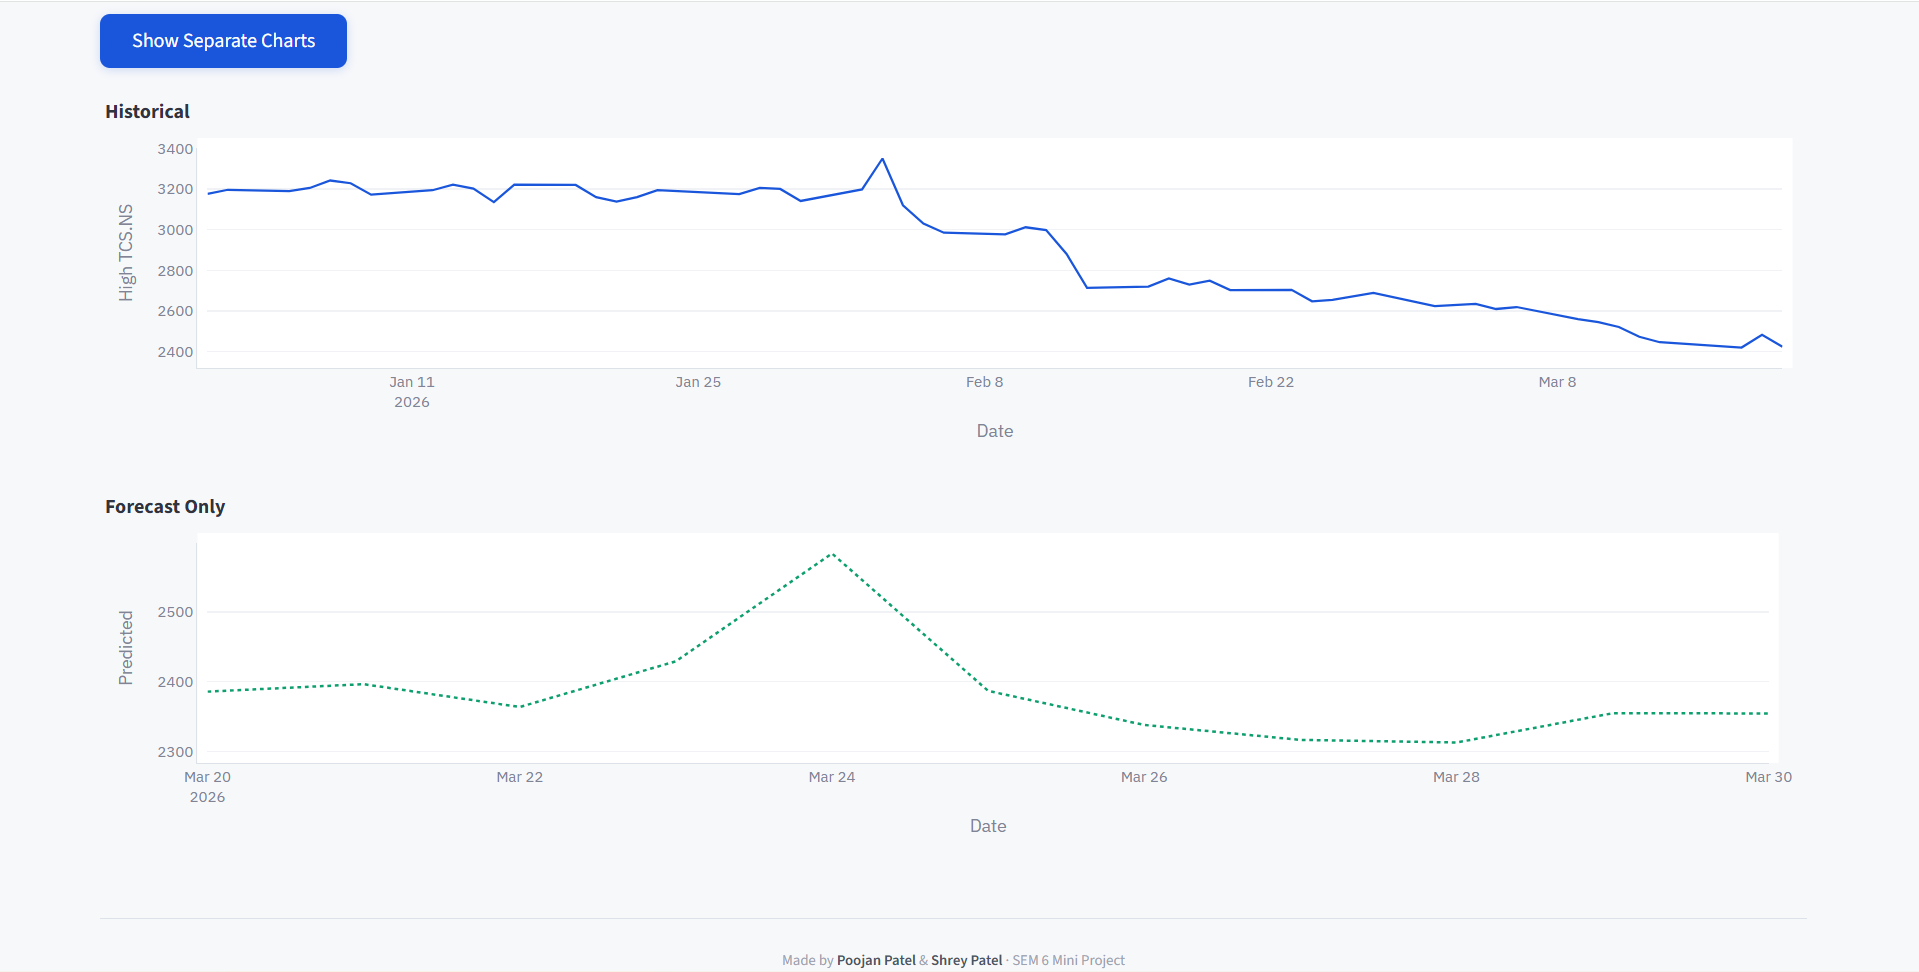 Show Separate Charts
Historical
High TCS.NS
3400
3200
3000
2800
2600
2400
Jan 11 Jan 25 Feb 8 Feb 22 Mar 8
2026
Date
Forecast Only
Predicted
2500
2400
2300
Mar 20 Mar 22 Mar 24 Mar 26 Mar 28 Mar 30
2026
Date
Made by Poojan Patel & Shrey Patel · SEM 6 Mini Project